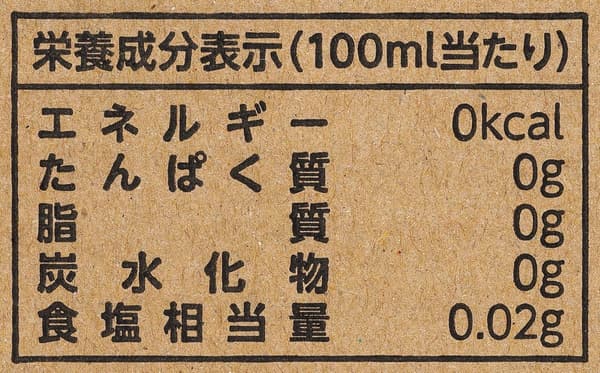 栄養成分表示(100ml当たり)
エネルギー 0kcal
たんぱく質 0g
脂質 0g
炭水化物 0g
食塩相当量 0.02g